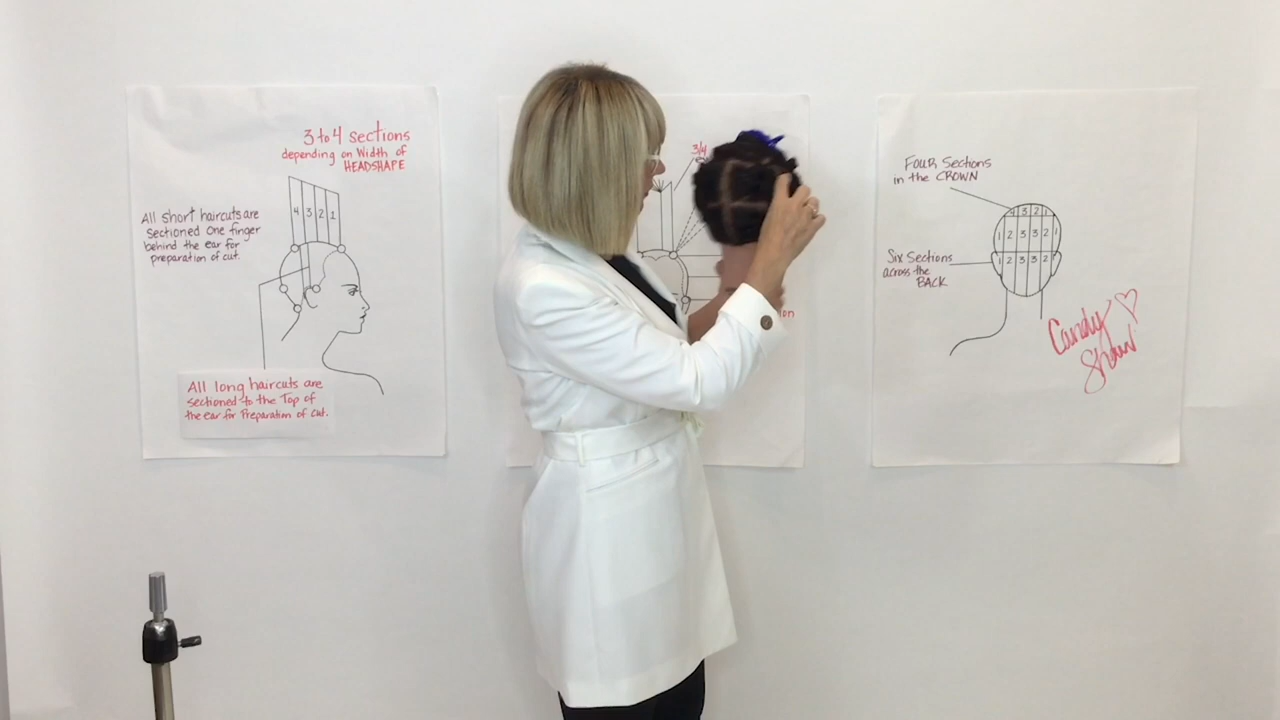 3 to 4 sections
depending on Width of
HEADSHAPE
4 3 2 1
All short haircuts are
sectioned one finger
behind the ear for
preparation of cut.
All long haircuts are
sectioned to the Top of
the ear for Preparation of Cut.
3/4
FOUR Sections
in the CROWN
4 3 2 1
1 2 3 3 2 1
Six Sections
across the
BACK
1 2 3 3 2
Candy
Shaw